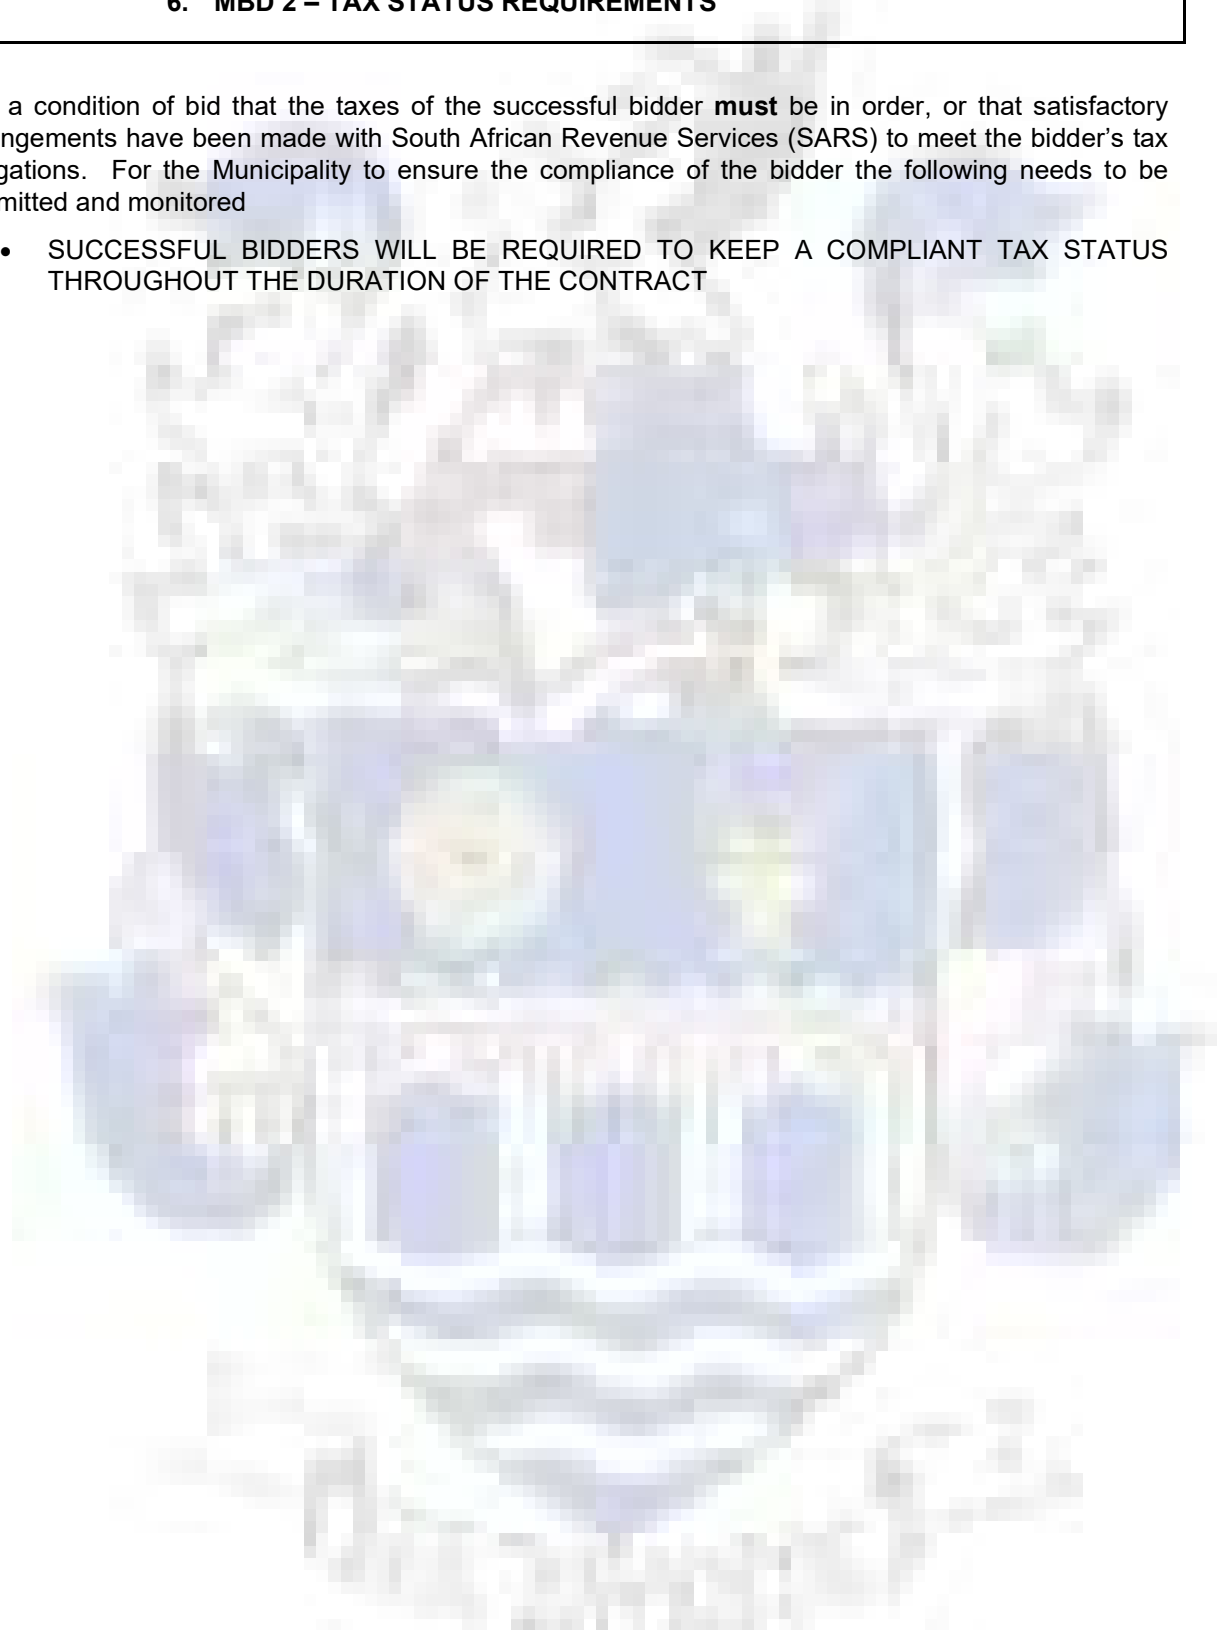 6. MBD 2 – TAX STATUS REQUIREMENTS
a condition of bid that the taxes of the successful bidder must be in order, or that satisfactory
ngements have been made with South African Revenue Services (SARS) to meet the bidder's tax
gations. For the Municipality to ensure the compliance of the bidder the following needs to be
mitted and monitored
• SUCCESSFUL BIDDERS WILL BE REQUIRED TO KEEP A COMPLIANT TAX STATUS
THROUGHOUT THE DURATION OF THE CONTRACT